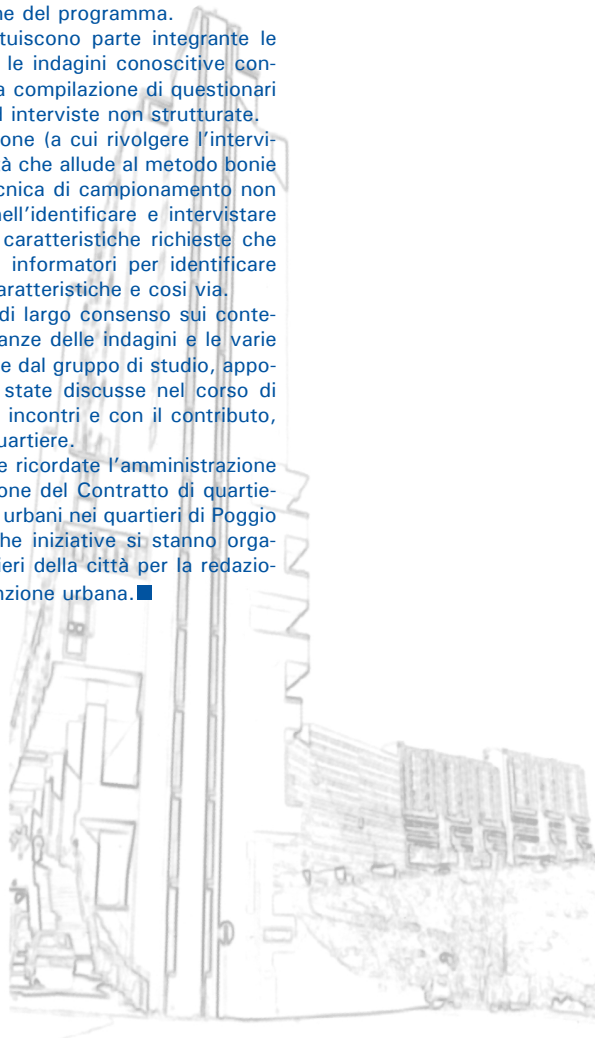 ne del programma.
tuiscono parte integrante le
le indagini conoscitive con-
a compilazione di questionari
l interviste non strutturate.
one (a cui rivolgere l'intervi-
à che allude al metodo bonie
cnica di campionamento non
nell'identificare e intervistare
caratteristiche richieste che
informatori per identificare
aratteristiche e cosi via.
di largo consenso sui conte-
anze delle indagini e le varie
e dal gruppo di studio, appo-
state discusse nel corso di
incontri e con il contributo,
uartiere.
e ricordate l'amministrazione
one del Contratto di quartie-
urbani nei quartieri di Poggio
che iniziative si stanno orga-
ieri della città per la redazio-
nzione urbana.